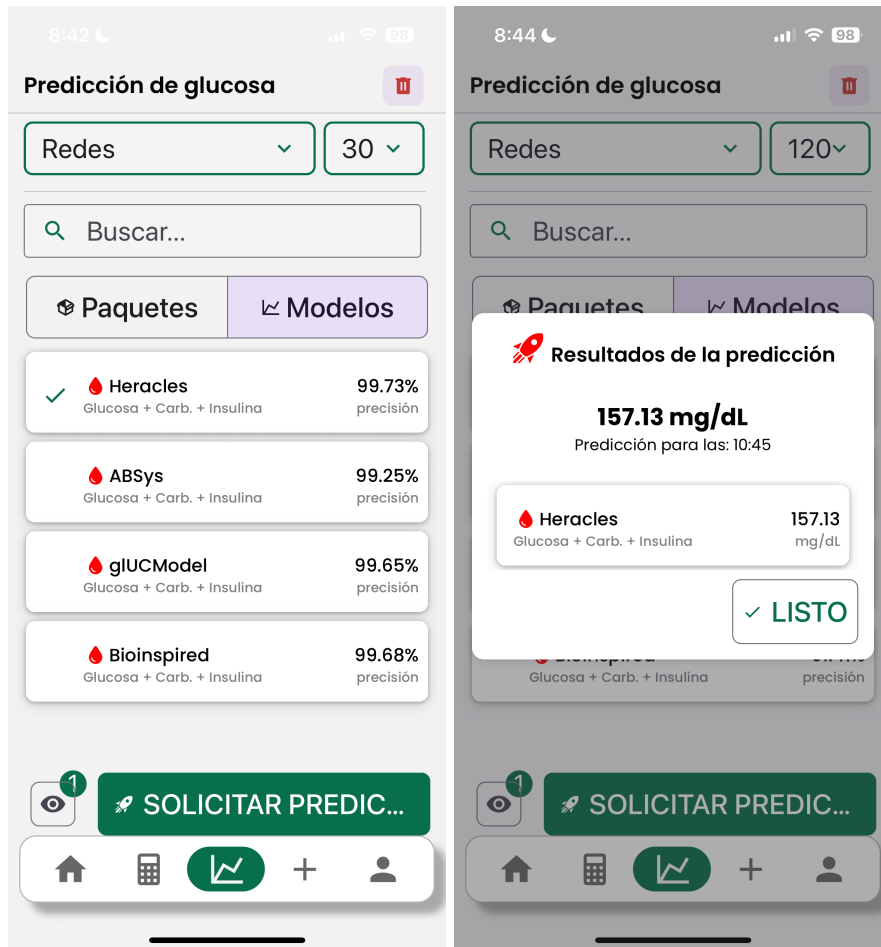 8:42
98
Predicción de glucosa
Redes
30
Buscar...
Paquetes
Modelos
Heracles
99.73%
Glucosa + Carb. + Insulina
precisión
ABSys
99.25%
Glucosa + Carb. + Insulina
precisión
glUCModel
99.65%
Glucosa + Carb. + Insulina
precisión
Bioinspired
99.68%
Glucosa + Carb. + Insulina
precisión
1
SOLICITAR PREDIC...
8:44
98
Predicción de glucosa
Redes
120
Buscar...
Paquetes
Modelos
Resultados de la predicción
157.13 mg/dL
Predicción para las: 10:45
Heracles
157.13
Glucosa + Carb. + Insulina
mg/dL
LISTO
Bioinspired
Glucosa + Carb. + Insulina
precisión
1
SOLICITAR PREDIC...